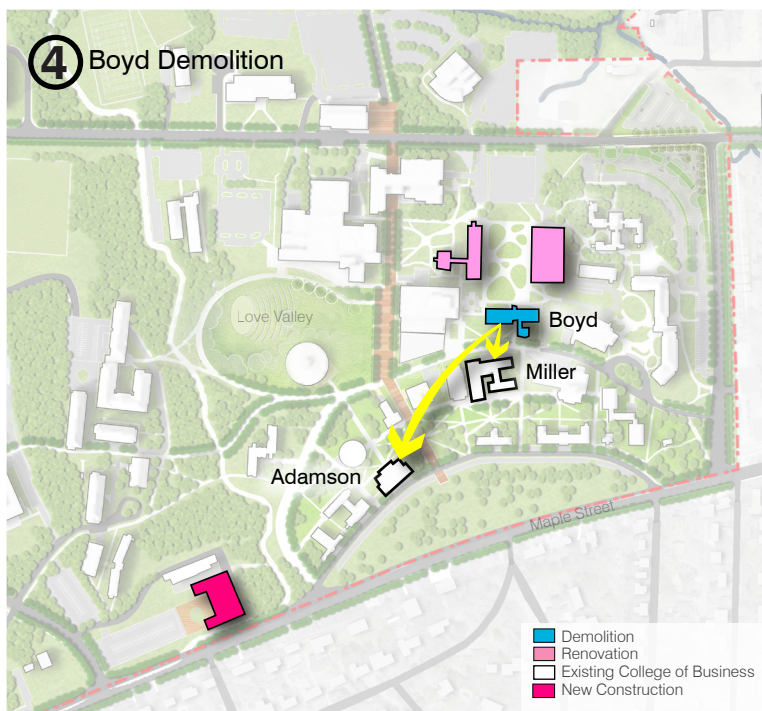 4 Boyd Demolition
Love Valley
Boyd
Miller
Adamson
Maple Street
Demolition
Renovation
Existing College of Business
New Construction